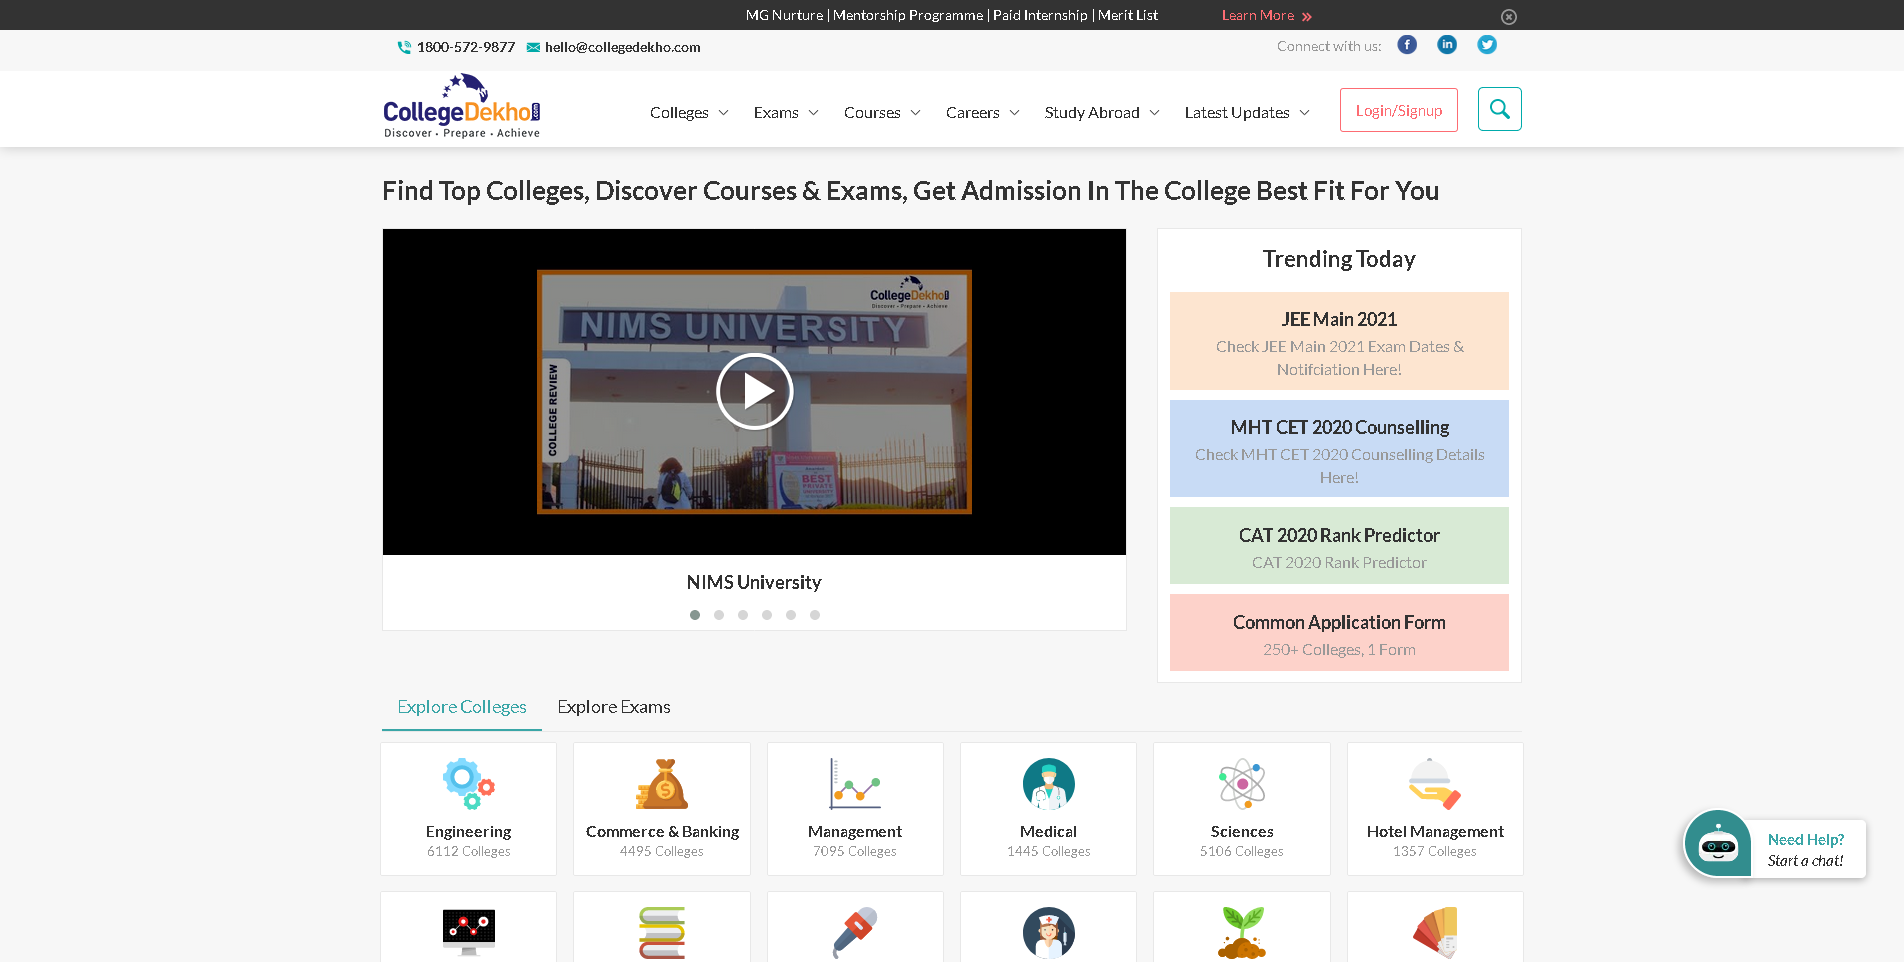 MG Nurture | Mentorship Programme | Paid Internship | Merit List
Learn More »
1800-572-9877
hello@collegedekho.com
Connect with us:
CollegeDekho.com
Discover • Prepare • Achieve
Colleges
Exams
Courses
Careers
Study Abroad
Latest Updates
Login/Signup
Find Top Colleges, Discover Courses & Exams, Get Admission In The College Best Fit For You
CollegeDekho
Discover • Prepare • Achieve
NIMS UNIVERSITY
COLLEGE REVIEW
BEST
PRIVATE
UNIVERSITY
NIMS University
Trending Today
JEE Main 2021
Check JEE Main 2021 Exam Dates &
Notifciation Here!
MHT CET 2020 Counselling
Check MHT CET 2020 Counselling Details
Here!
CAT 2020 Rank Predictor
CAT 2020 Rank Predictor
Common Application Form
250+ Colleges, 1 Form
Explore Colleges
Explore Exams
Engineering
6112 Colleges
Commerce & Banking
4495 Colleges
Management
7095 Colleges
Medical
1445 Colleges
Sciences
5106 Colleges
Hotel Management
1357 Colleges
Need Help?
Start a chat!